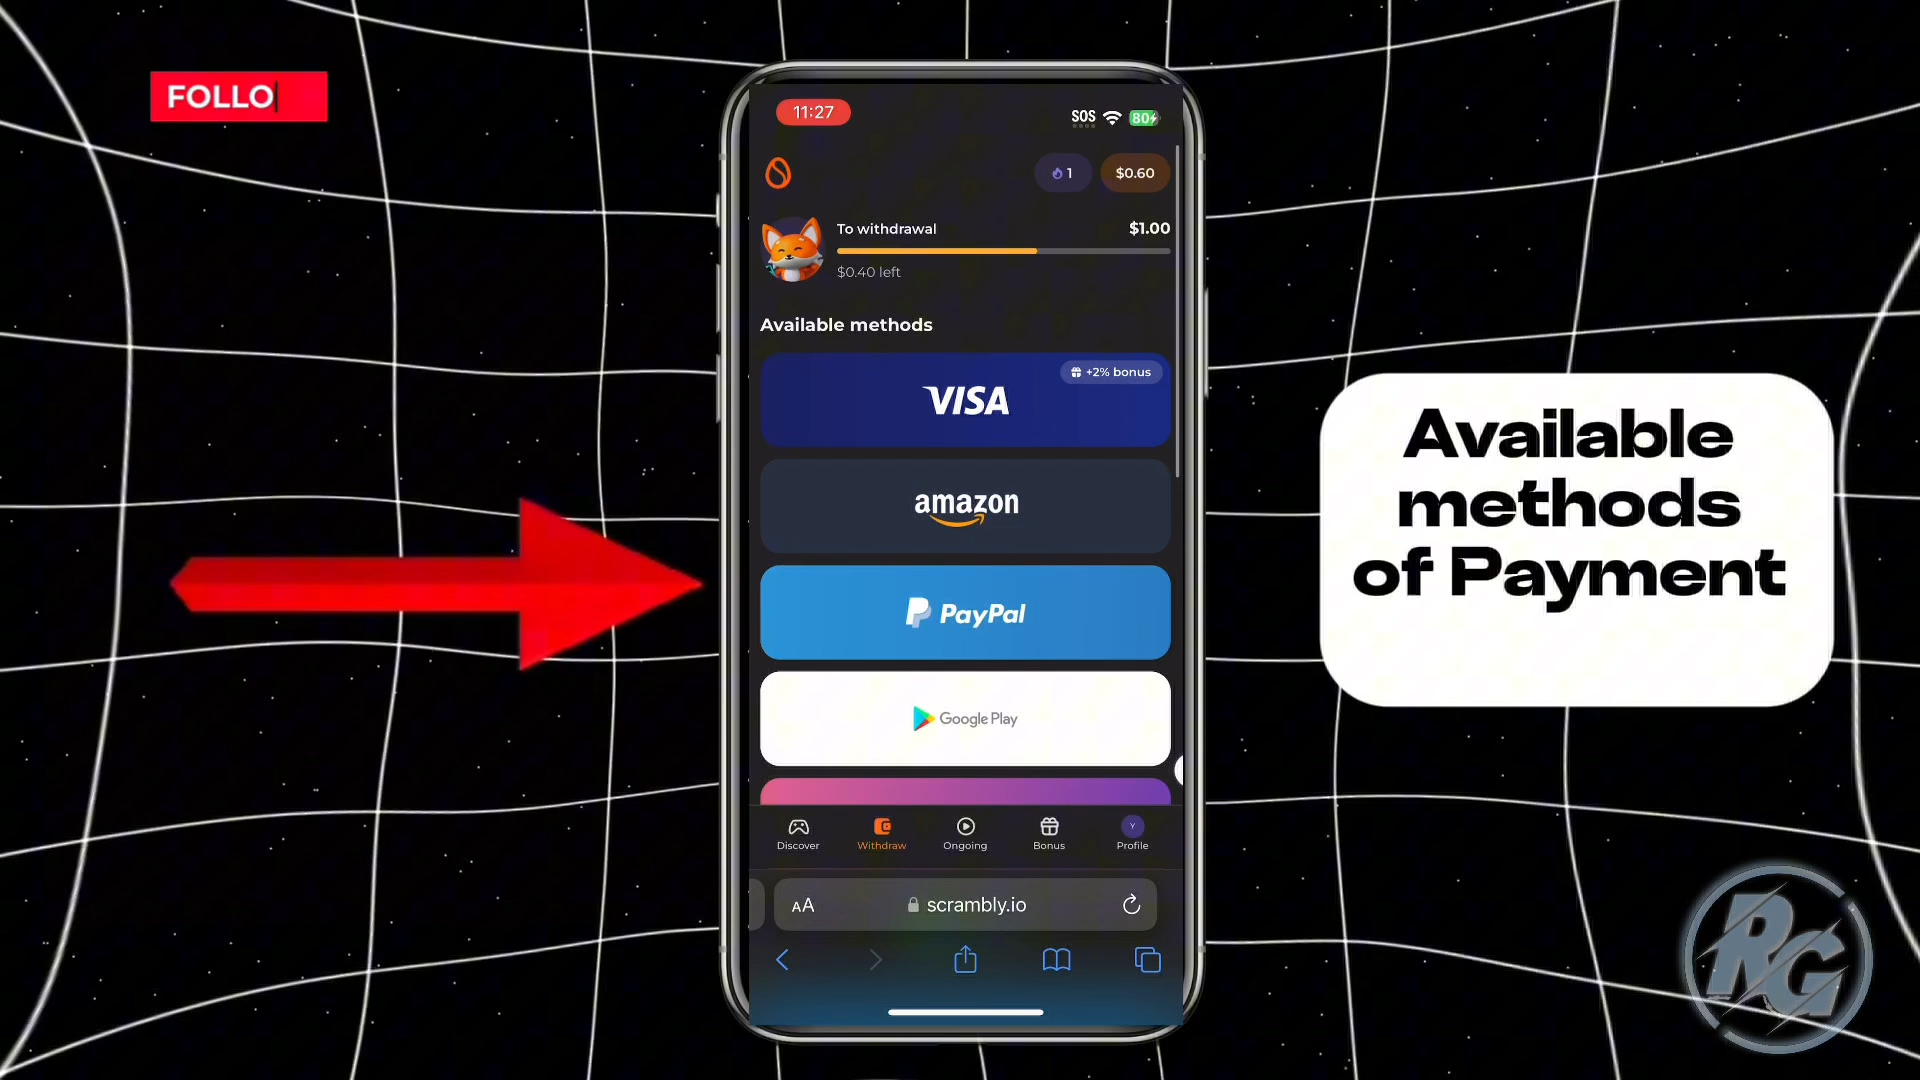 FOLLO
11:27
SOS
80
1
$0.60
To withdrawal
$1.00
$0.40 left
Available methods
+2% bonus
VISA
amazon
PayPal
Google Play
Discover
Withdraw
Ongoing
Bonus
Y
Profile
AA
scrambly.io
Available
methods
of Payment
RG